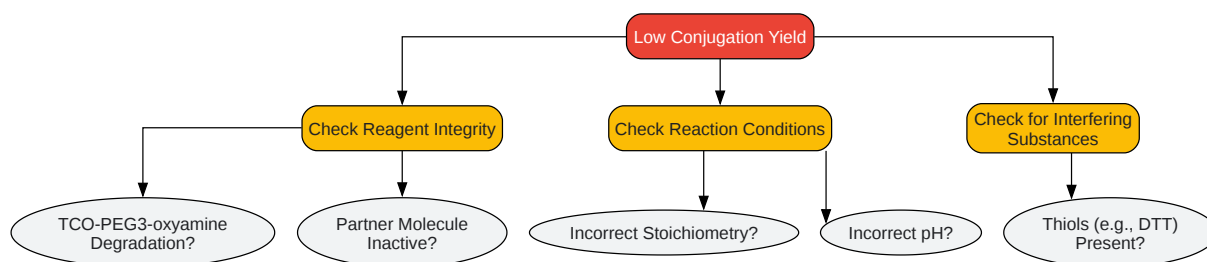 Low Conjugation Yield
Check Reagent Integrity
Check Reaction Conditions
Check for Interfering
Substances
TCO-PEG3-oxyamine
Degradation?
Partner Molecule
Inactive?
Incorrect Stoichiometry?
Incorrect pH?
Thiols (e.g., DTT)
Present?